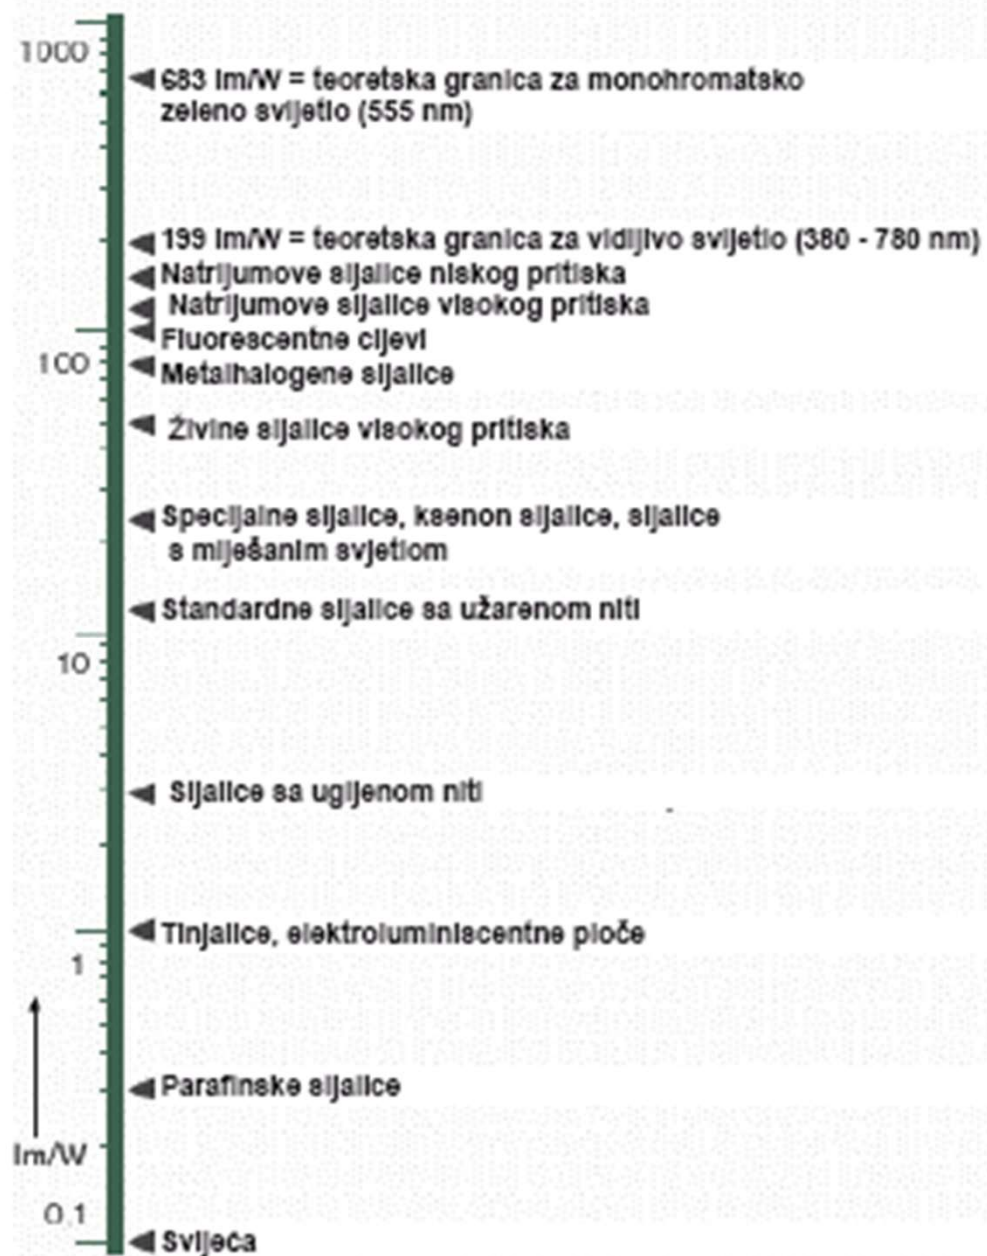 1000
683 lm/W = teoretska granica za monohromatsko
zeleno svijetlo (555 nm)
199 lm/W = teoretska granica za vidljivo svijetlo (380 - 780 nm)
Natrijumove sijalice niskog pritiska
Natrijumove sijalice visokog pritiska
Fluorescentne cijevi
100
Metalhalogene sijalice
Živine sijalice visokog pritiska
Specijalne sijalice, ksenon sijalice, sijalice
s miješanim svjetlom
Standardne sijalice sa užarenom niti
10
Sijalice sa ugljenom niti
Tinjalice, elektroluminiscentne ploče
1
Parafinske sijalice
lm/W
0,1
Svijeća